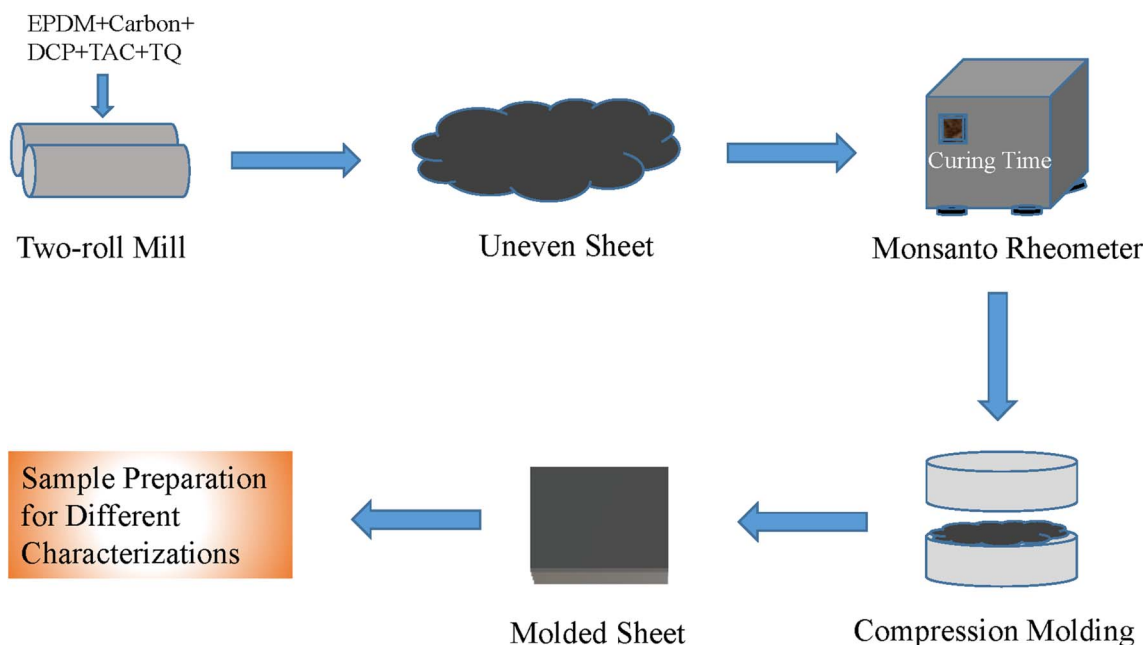 EPDM+Carbon+
DCP+TAC+TQ
Two-roll Mill
Uneven Sheet
Curing Time
Monsanto Rheometer
Compression Molding
Molded Sheet
Sample Preparation
for Different
Characterizations